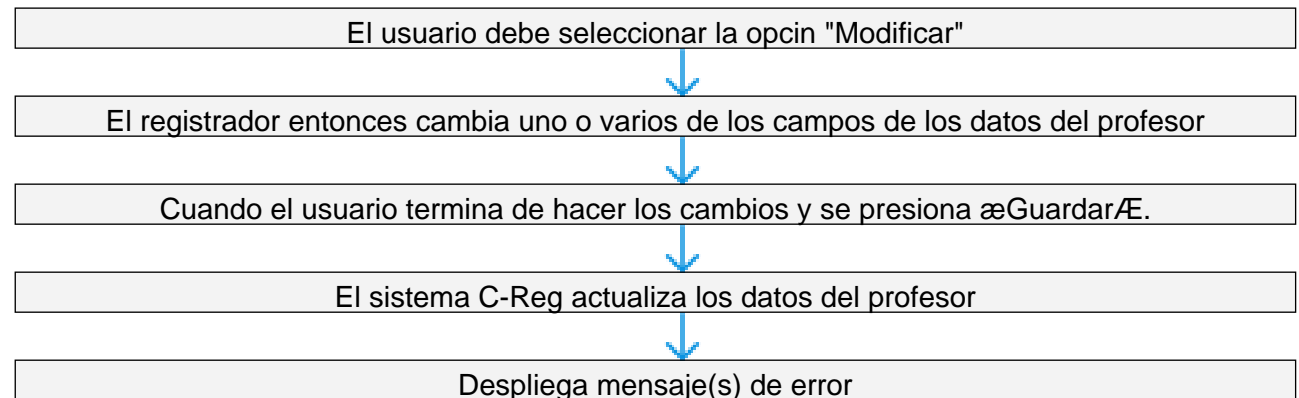 El usuario debe seleccionar la opcin "Modificar"
El registrador entonces cambia uno o varios de los campos de los datos del profesor
Cuando el usuario termina de hacer los cambios y se presiona æGuardarÆ.
El sistema C-Reg actualiza los datos del profesor
Despliega mensaje(s) de error